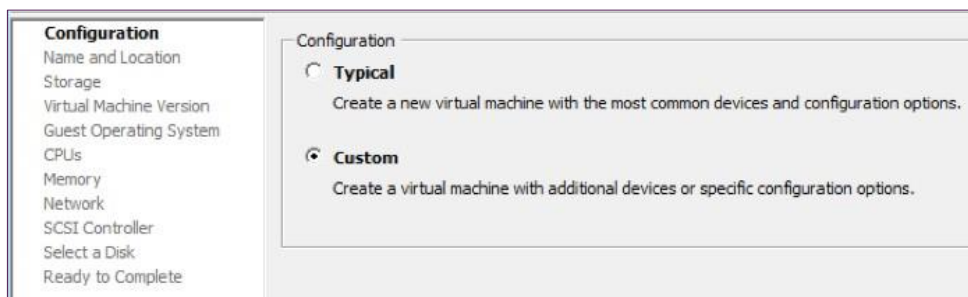 Configuration
Name and Location
Storage
Virtual Machine Version
Guest Operating System
CPUs
Memory
Network
SCSI Controller
Select a Disk
Ready to Complete
Configuration
Typical
Create a new virtual machine with the most common devices and configuration options.
Custom
Create a virtual machine with additional devices or specific configuration options.